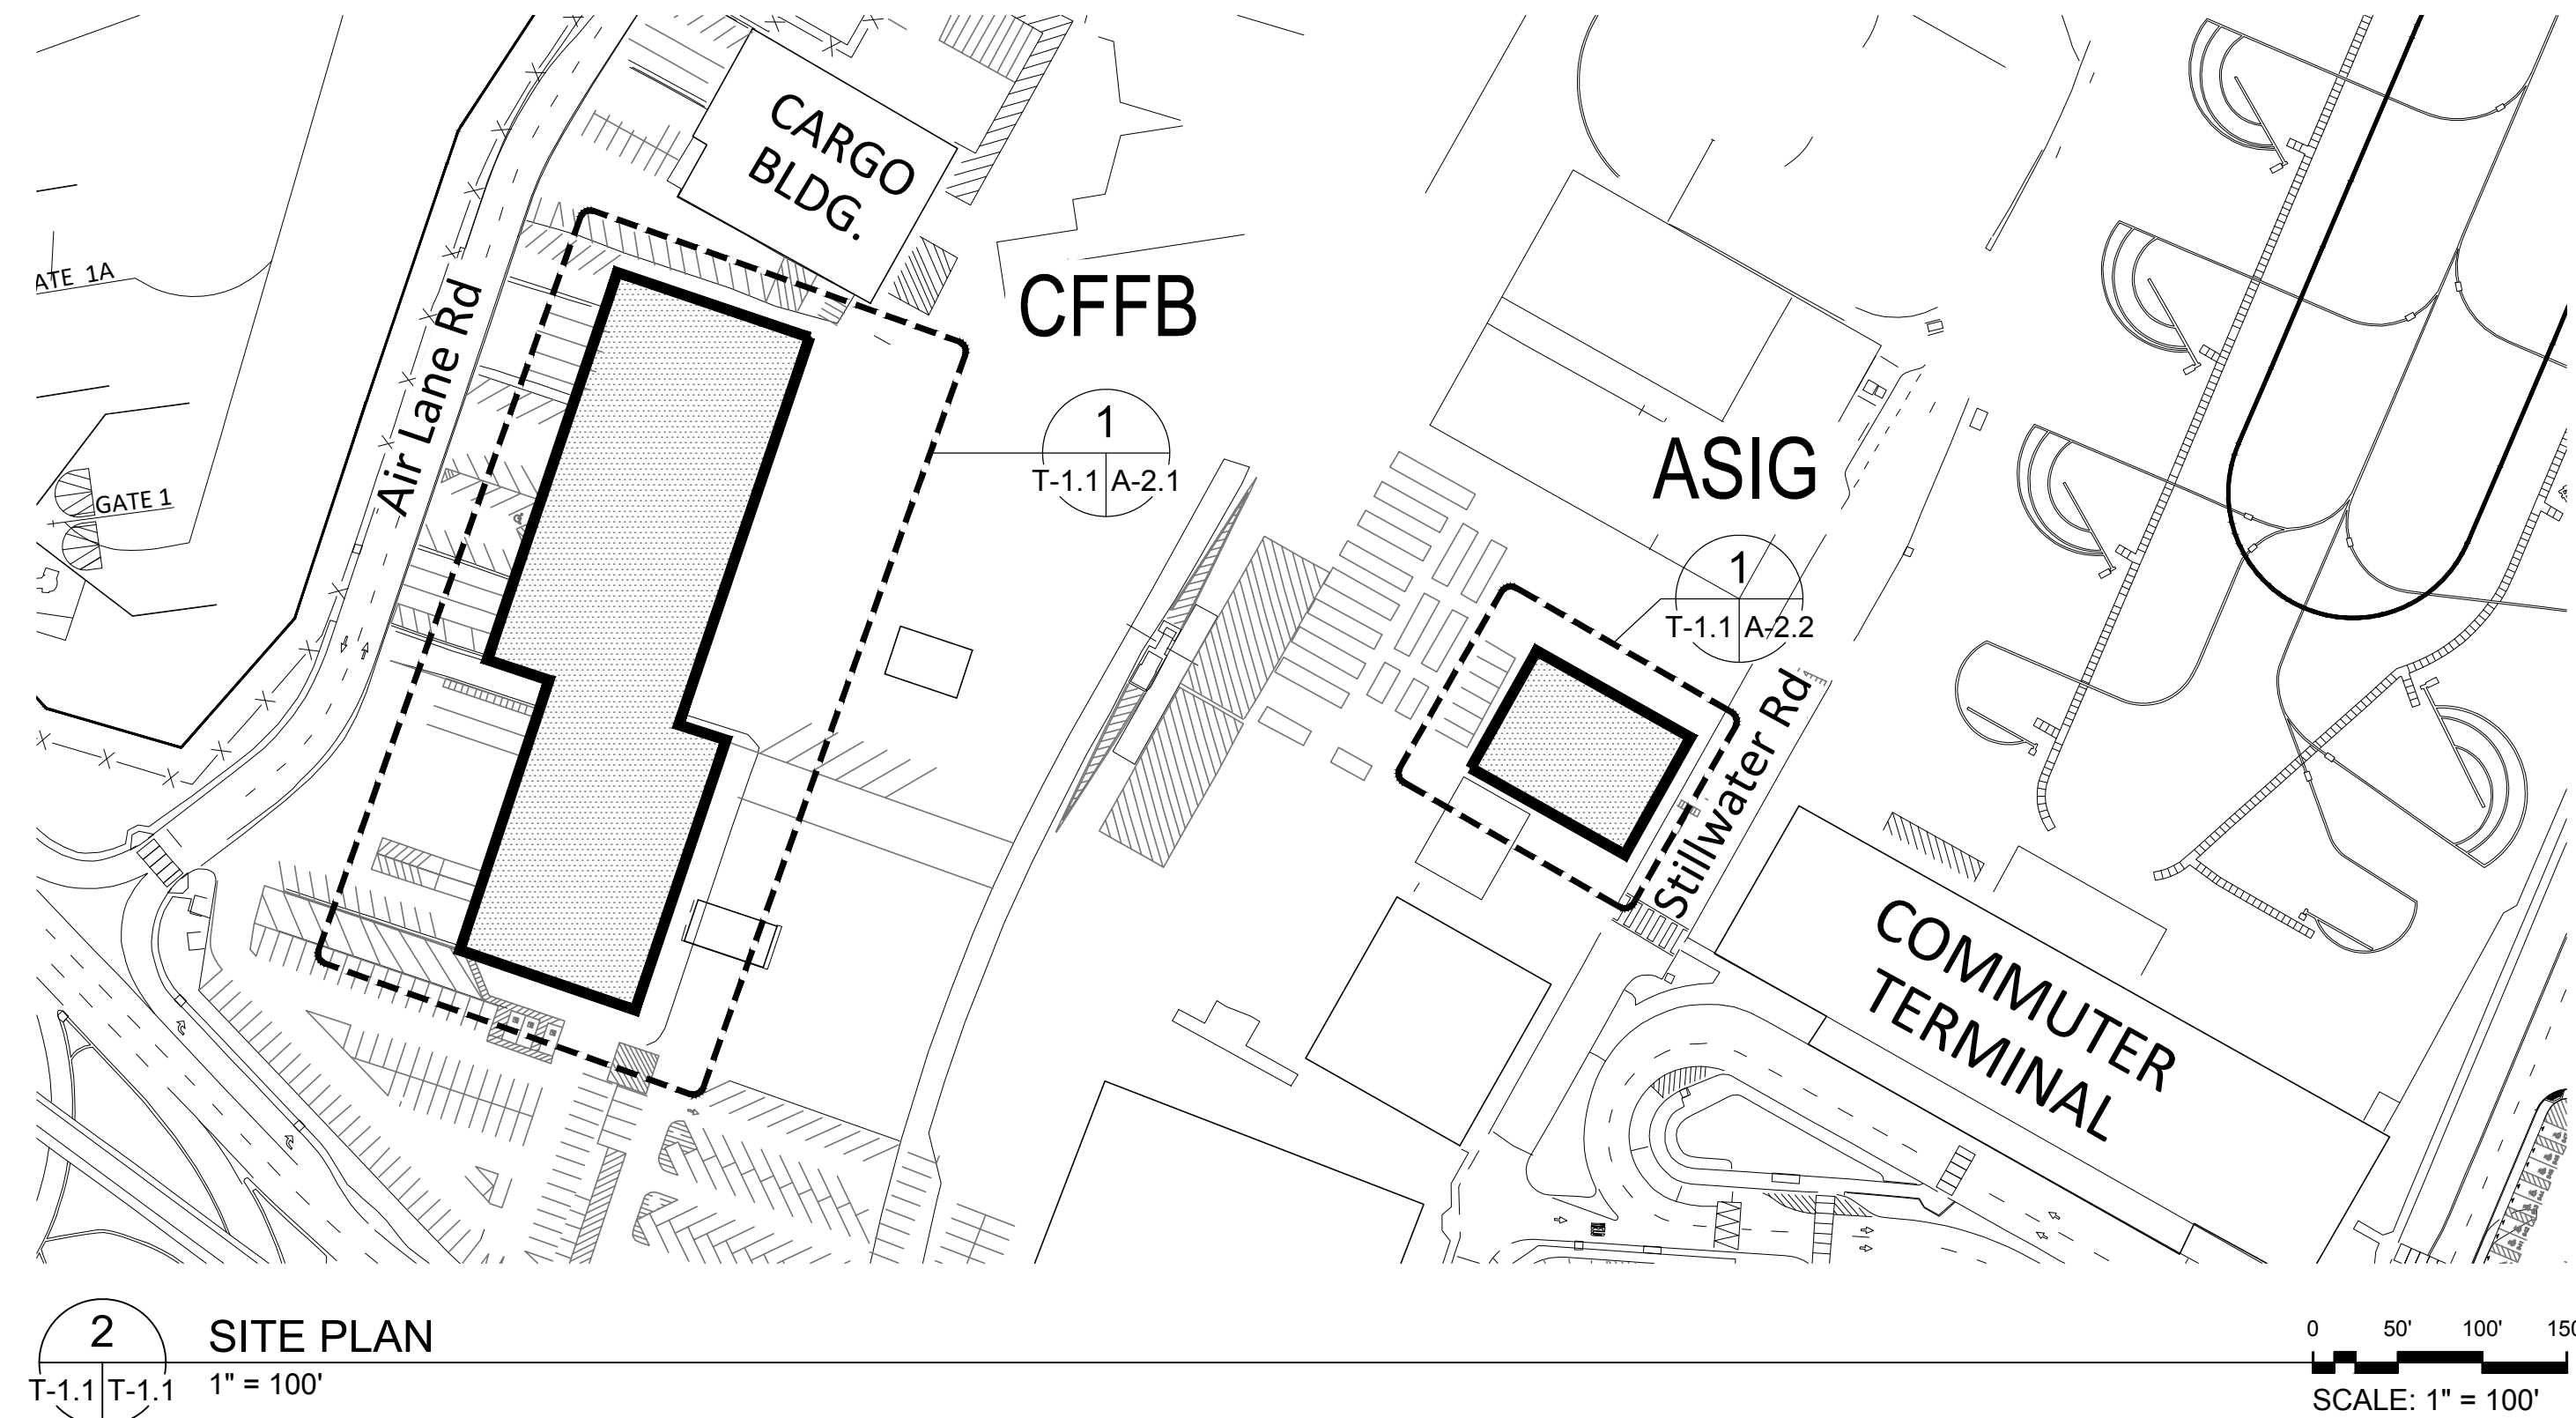 CARGO
BLDG.
ATE 1A
Air Lane Rd
CFFB
1
T-1.1 A-2.1
GATE 1
ASIG
1
T-1.1 A-2.2
Stillwater Rd
COMMUTER
TERMINAL
2
SITE PLAN
T-1.1 T-1.1
1" = 100'
0 50' 100' 150
SCALE: 1" = 100'